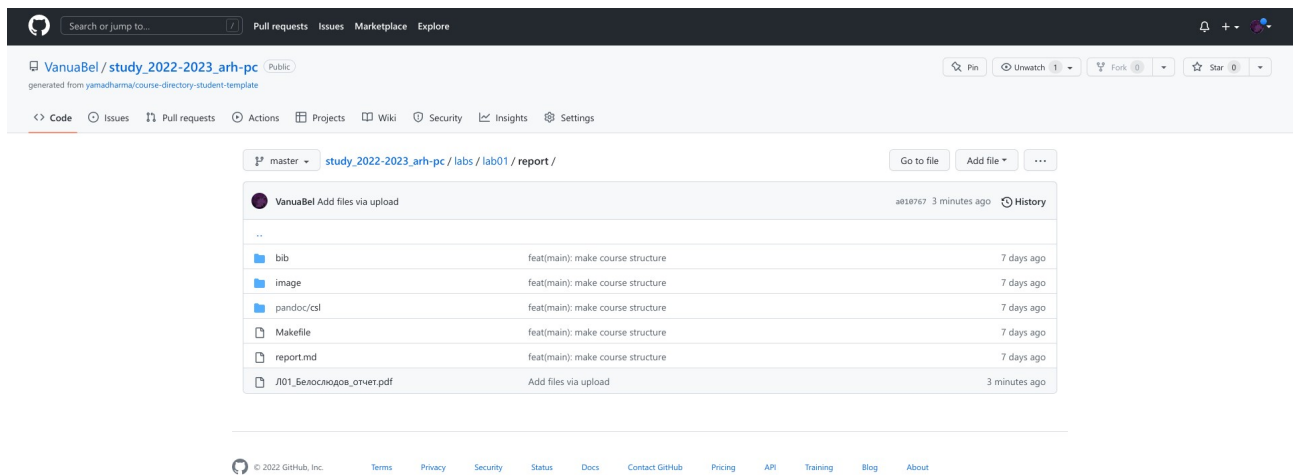 Search or jump to... / Pull requests Issues Marketplace Explore
VanuaBel / study_2022-2023_arh-pc Public
Pin Unwatch 1 Fork 0 Star 0
generated from yamadharma/course-directory-student-template
Code Issues Pull requests Actions Projects Wiki Security Insights Settings
master study_2022-2023_arh-pc / labs / lab01 / report / Go to file Add file ...
VanuaBel Add files via upload a010767 3 minutes ago History
..
bib feat(main): make course structure 7 days ago
image feat(main): make course structure 7 days ago
pandoc/csl feat(main): make course structure 7 days ago
Makefile feat(main): make course structure 7 days ago
report.md feat(main): make course structure 7 days ago
Л01_Белослюдов_отчет.pdf Add files via upload 3 minutes ago
© 2022 GitHub, Inc. Terms Privacy Security Status Docs Contact GitHub Pricing API Training Blog About